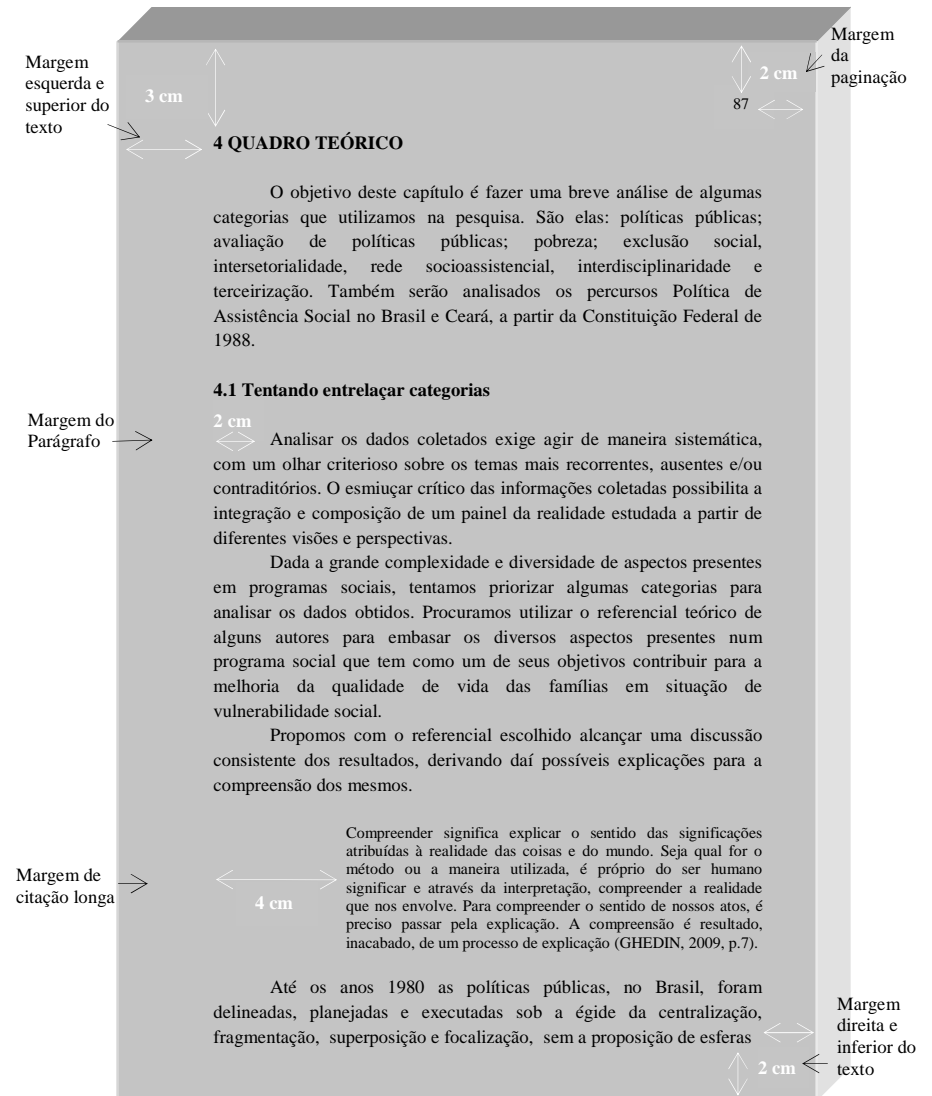 Margem
esquerda e
superior do
texto
3 cm
Margem
da
paginação
2 cm
87
4 QUADRO TEÓRICO
O objetivo deste capítulo é fazer uma breve análise de algumas
categorias que utilizamos na pesquisa. São elas: políticas públicas;
avaliação de políticas públicas; pobreza; exclusão social,
intersetorialidade, rede socioassistencial, interdisciplinaridade e
terceirização. Também serão analisados os percursos Política de
Assistência Social no Brasil e Ceará, a partir da Constituição Federal de
1988.
4.1 Tentando entrelaçar categorias
Margem do
Parágrafo
2 cm
Analisar os dados coletados exige agir de maneira sistemática,
com um olhar criterioso sobre os temas mais recorrentes, ausentes e/ou
contraditórios. O esmiuçar crítico das informações coletadas possibilita a
integração e composição de um painel da realidade estudada a partir de
diferentes visões e perspectivas.
Dada a grande complexidade e diversidade de aspectos presentes
em programas sociais, tentamos priorizar algumas categorias para
analisar os dados obtidos. Procuramos utilizar o referencial teórico de
alguns autores para embasar os diversos aspectos presentes num
programa social que tem como um de seus objetivos contribuir para a
melhoria da qualidade de vida das famílias em situação de
vulnerabilidade social.
Propomos com o referencial escolhido alcançar uma discussão
consistente dos resultados, derivando daí possíveis explicações para a
compreensão dos mesmos.
Compreender significa explicar o sentido das significações
atribuídas à realidade das coisas e do mundo. Seja qual for o
método ou a maneira utilizada, é próprio do ser humano
significar e através da interpretação, compreender a realidade
que nos envolve. Para compreender o sentido de nossos atos, é
preciso passar pela explicação. A compreensão é resultado,
inacabado, de um processo de explicação (GHEDIN, 2009, p.7).
Margem de
citação longa
4 cm
Até os anos 1980 as políticas públicas, no Brasil, foram
delineadas, planejadas e executadas sob a égide da centralização,
fragmentação, superposição e focalização, sem a proposição de esferas
Margem
direita e
inferior do
texto
2 cm